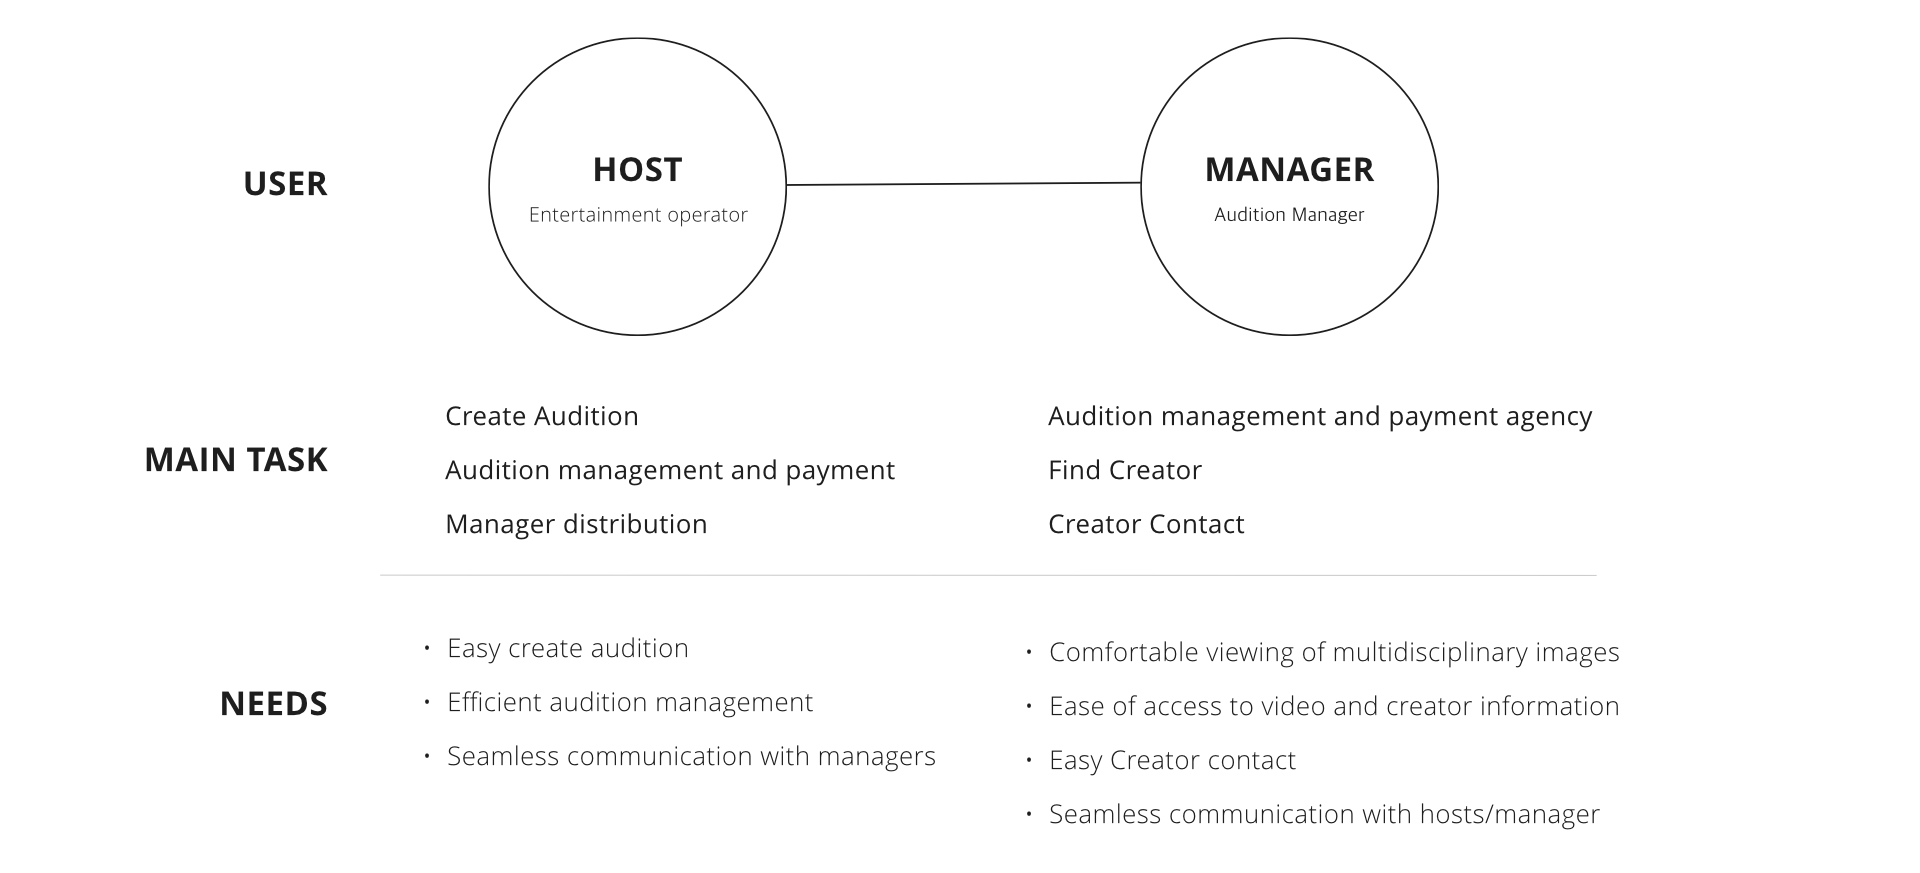 USER
HOST
Entertainment operator
MANAGER
Audition Manager
MAIN TASK
Create Audition
Audition management and payment
Manager distribution
Audition management and payment agency
Find Creator
Creator Contact
NEEDS
· Easy create audition
· Efficient audition management
· Seamless communication with managers
· Comfortable viewing of multidisciplinary images
· Ease of access to video and creator information
· Easy Creator contact
· Seamless communication with hosts/manager